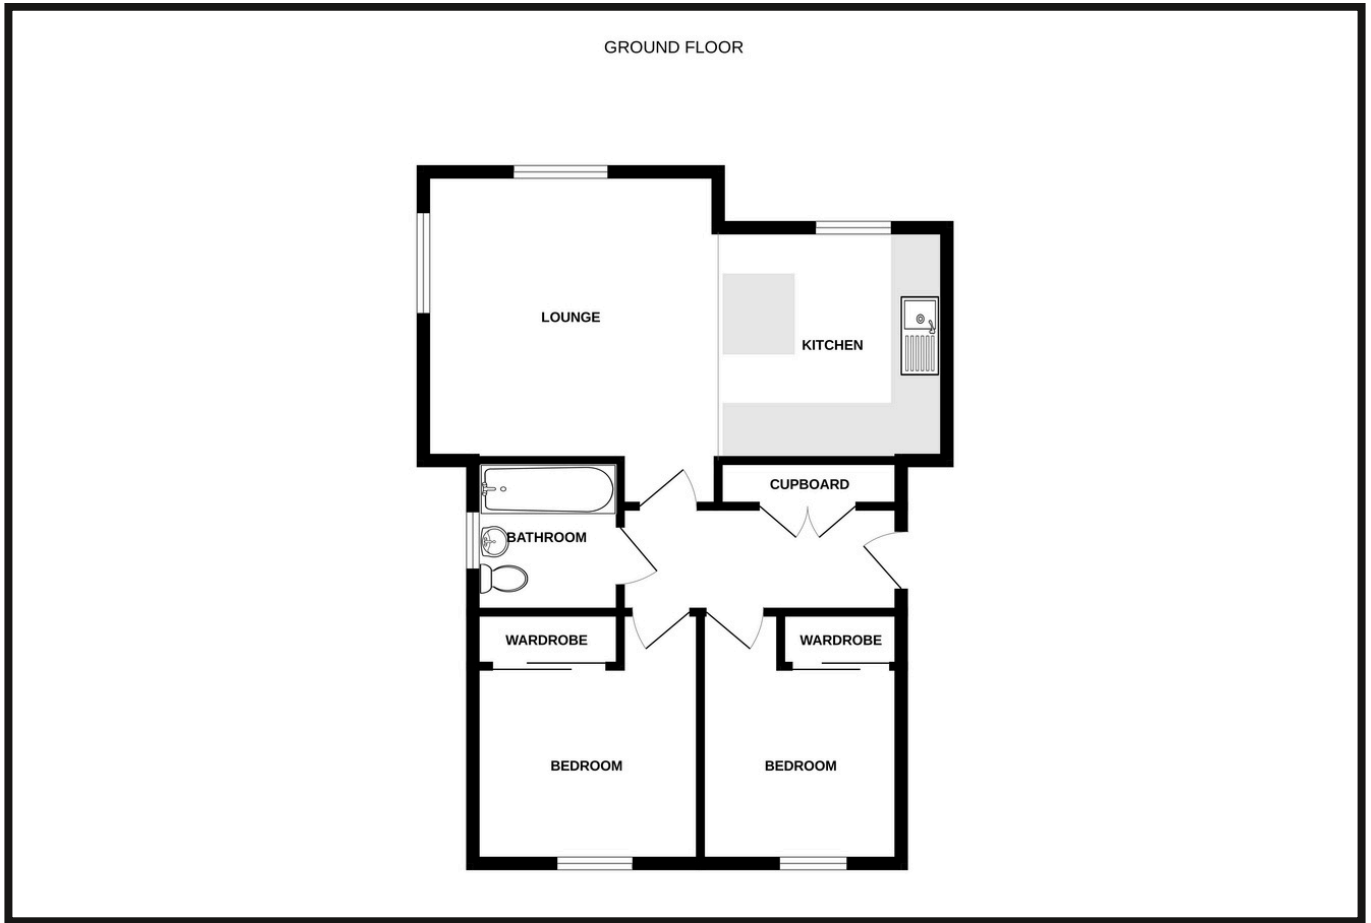 GROUND FLOOR
LOUNGE
KITCHEN
CUPBOARD
BATHROOM
WARDROBE
WARDROBE
BEDROOM
BEDROOM